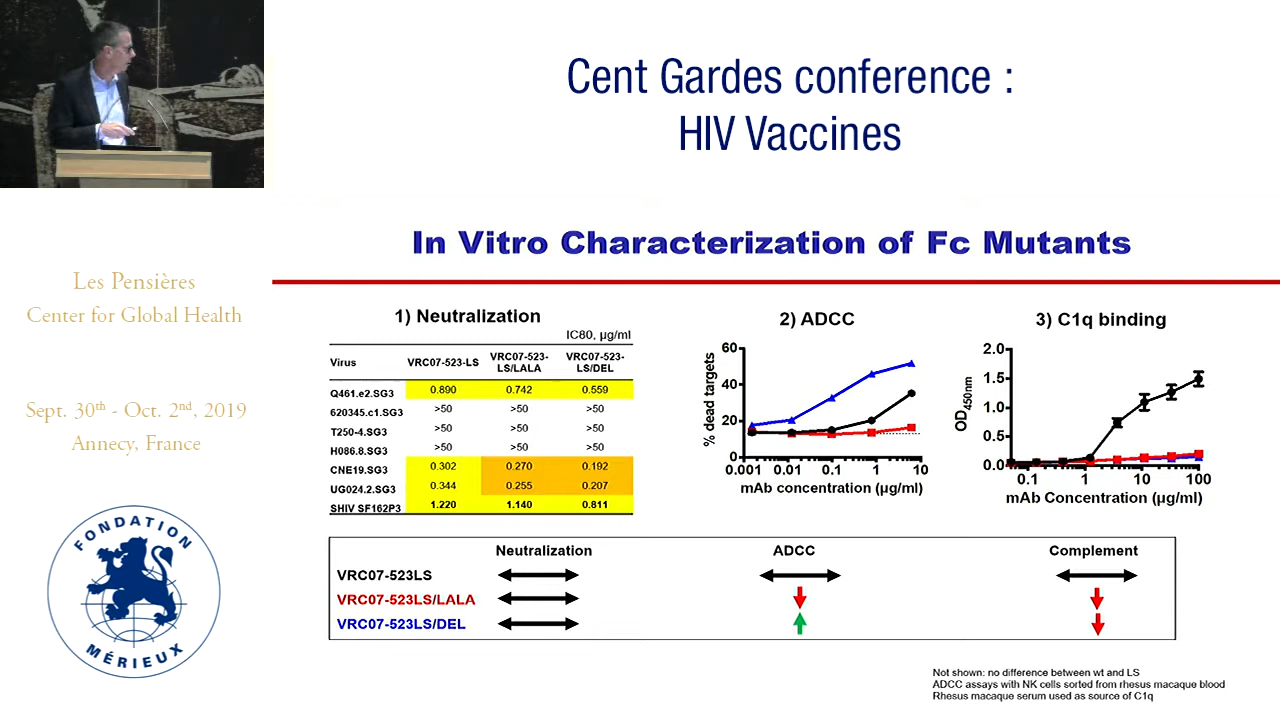 Cent Gardes conference :
HIV Vaccines
Les Pensières
Center for Global Health
Sept. 30th - Oct. 2nd, 2019
Annecy, France
FONDATION
MÉRIEUX
In Vitro Characterization of Fc Mutants
1) Neutralization
IC80, µg/ml
Virus VRC07-523-LS VRC07-523-LS/LALA VRC07-523-LS/DEL
Q461.e2.SG3 0.890 0.742 0.559
620345.c1.SG3 >50 >50 >50
T250-4.SG3 >50 >50 >50
H086.8.SG3 >50 >50 >50
CNE19.SG3 0.302 0.270 0.192
UG024.2.SG3 0.344 0.255 0.207
SHIV SF162P3 1.220 1.140 0.811
2) ADCC
% dead targets
60
40
20
0
0.001 0.01 0.1 1 10
mAb concentration (µg/ml)
3) C1q binding
OD450nm
2.0
1.5
1.0
0.5
0.0
0.1 1 10 100
mAb Concentration (µg/ml)
Neutralization ADCC Complement
VRC07-523LS
VRC07-523LS/LALA
VRC07-523LS/DEL
Not shown: no difference between wt and LS
ADCC assays with NK cells sorted from rhesus macaque blood
Rhesus macaque serum used as source of C1q